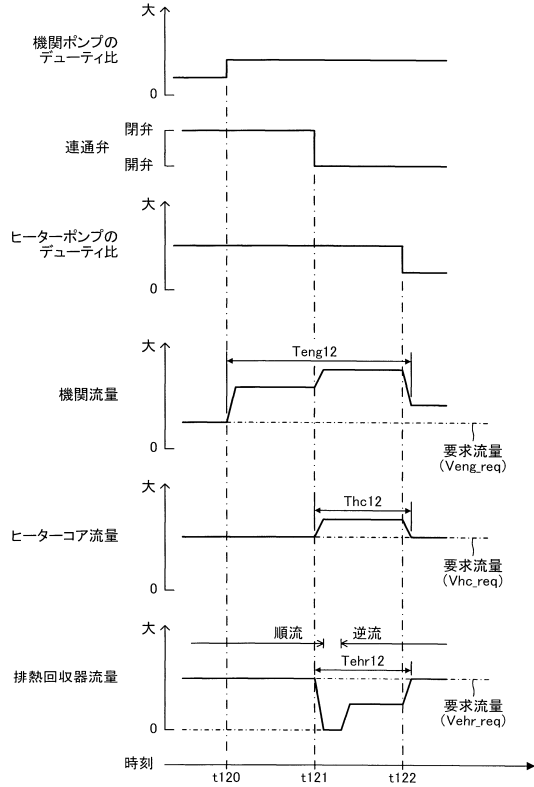 大
機関ポンプの
デューティ比
0
閉弁
連通弁
開弁
大
ヒーターポンプの
デューティ比
0
大
Teng12
機関流量
0
要求流量
(Veng_req)
大
Thc12
ヒーターコア流量
0
要求流量
(Vhc_req)
大
順流
逆流
Tehr12
排熱回収器流量
0
要求流量
(Vehr_req)
時刻
t120
t121
t122